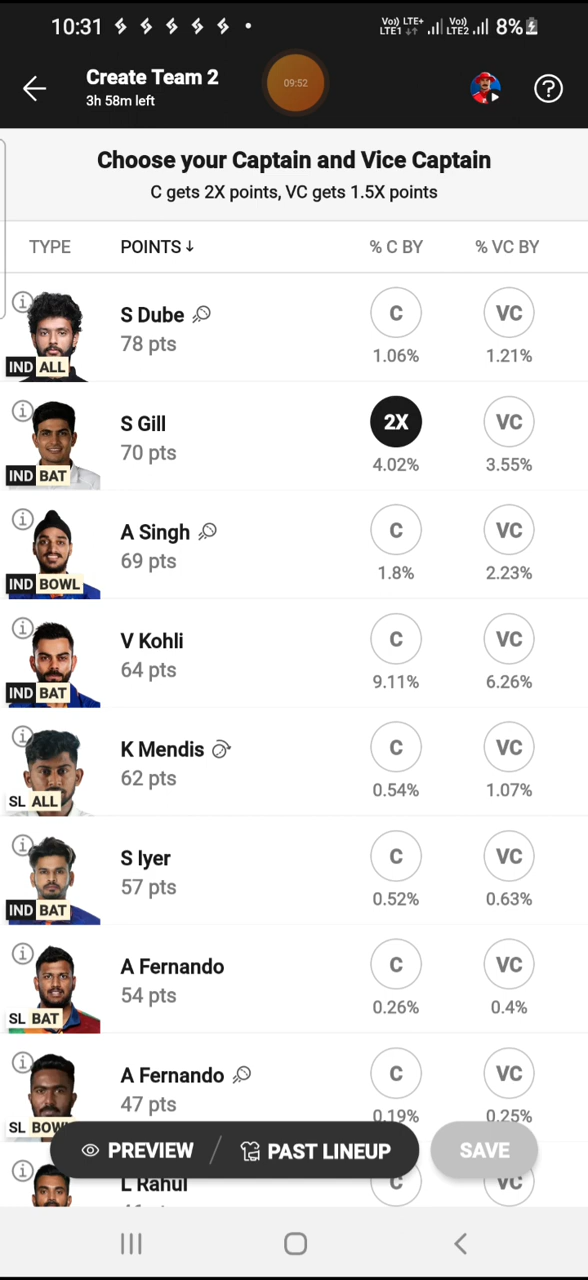 10:31 Vo) LTE+ LTE1 Vo) LTE2 8%
Create Team 2
3h 58m left
09:52
?
Choose your Captain and Vice Captain
C gets 2X points, VC gets 1.5X points
TYPE POINTS ↓ % C BY % VC BY
S Dube C VC
78 pts 1.06% 1.21%
IND ALL
S Gill 2X VC
70 pts 4.02% 3.55%
IND BAT
A Singh C VC
69 pts 1.8% 2.23%
IND BOWL
V Kohli C VC
64 pts 9.11% 6.26%
IND BAT
K Mendis C VC
62 pts 0.54% 1.07%
SL ALL
S Iyer C VC
57 pts 0.52% 0.63%
IND BAT
A Fernando C VC
54 pts 0.26% 0.4%
SL BAT
A Fernando C VC
47 pts 0.19% 0.25%
SL BOWL
PREVIEW / PAST LINEUP SAVE
L Rahul C VC